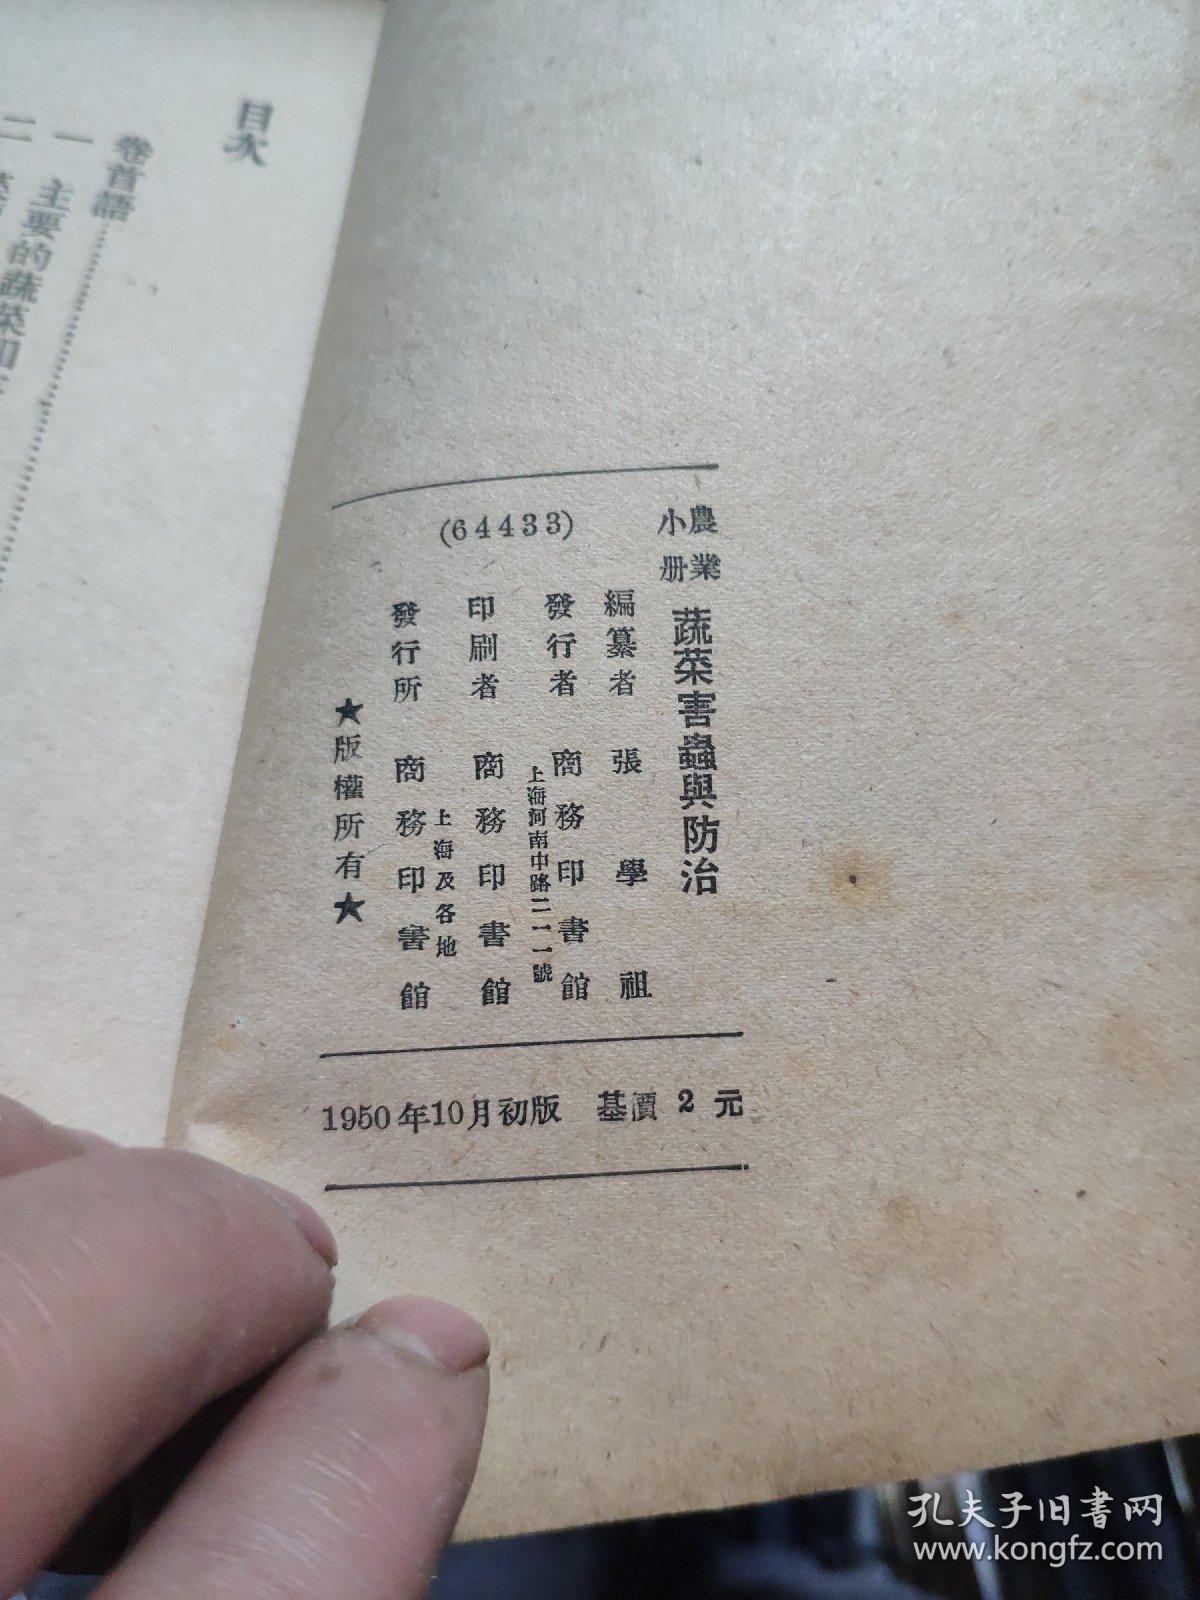 農業
小册
蔬菜害蟲與防治
編纂者 張學祖
發行者 商務印書館
上海河南中路二一一號
印刷者 商務印書館
上海及各地
發行所 商務印書館
★版權所有★
(64433)
1950年10月初版 基價 2 元
目次
卷首語
一 主要的蔬菜
二
孔夫子旧书网
www.kongfz.com